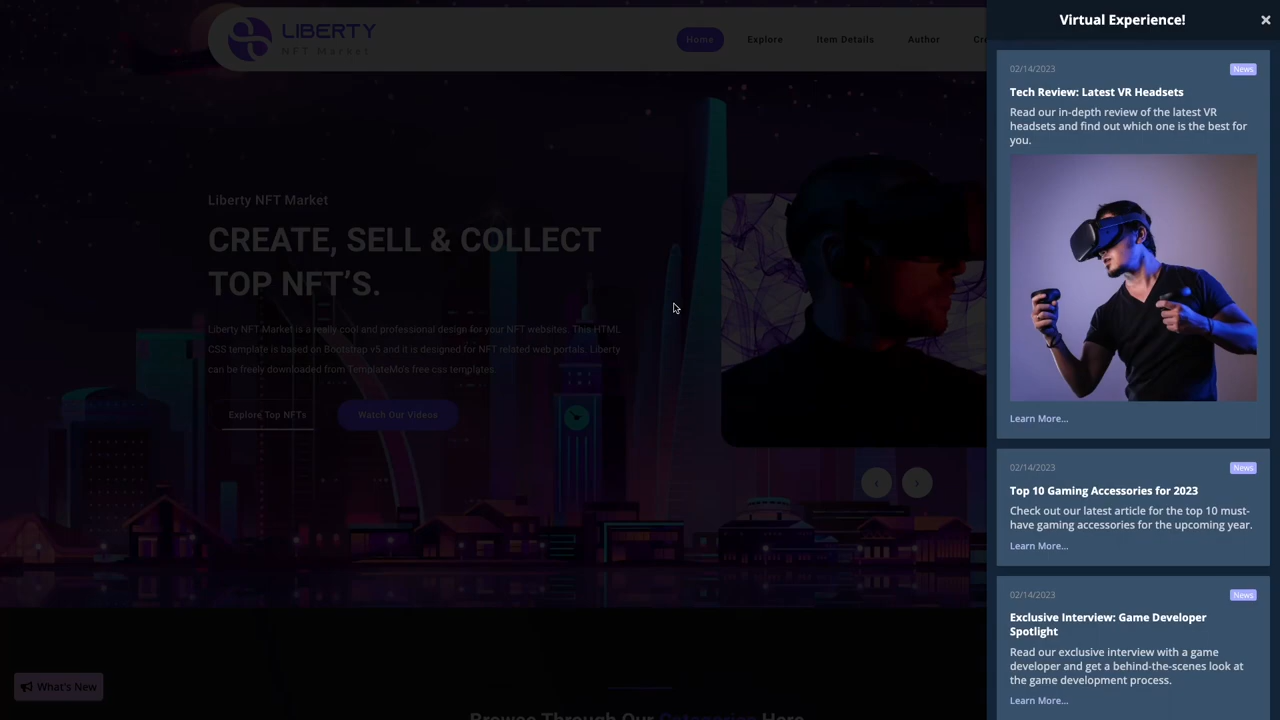 LIBERTY
NFT Market
Home
Explore
Item Details
Author
Liberty NFT Market
CREATE, SELL & COLLECT
TOP NFT’S.
Liberty NFT Market is a really cool and professional design for your NFT websites. This HTML
CSS template is based on Bootstrap v5 and it is designed for NFT related web portals. Liberty
can be freely downloaded from TemplateMo's free css templates.
Explore Top NFTs
Watch Our Videos
Browse Through Our Categories Here
What's New
Virtual Experience!
02/14/2023
News
Tech Review: Latest VR Headsets
Read our in-depth review of the latest VR
headsets and find out which one is the best for
you.
Learn More...
02/14/2023
News
Top 10 Gaming Accessories for 2023
Check out our latest article for the top 10 must-
have gaming accessories for the upcoming year.
Learn More...
02/14/2023
News
Exclusive Interview: Game Developer
Spotlight
Read our exclusive interview with a game
developer and get a behind-the-scenes look at
the game development process.
Learn More...